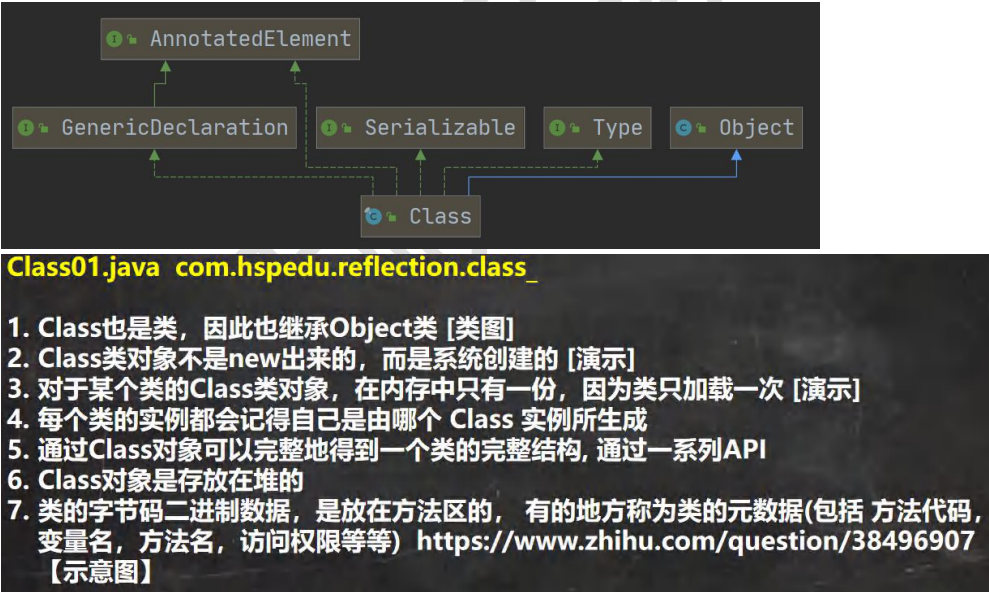 AnnotatedElement
GenericDeclaration
Serializable
Type
Object
Class
Class01.java com.hspedu.reflection.class_
1. Class也是类，因此也继承Object类 [类图]
2. Class类对象不是new出来的，而是系统创建的 [演示]
3. 对于某个类的Class类对象，在内存中只有一份，因为类只加载一次 [演示]
4. 每个类的实例都会记得自己是由哪个 Class 实例所生成
5. 通过Class对象可以完整地得到一个类的完整结构, 通过一系列API
6. Class对象是存放在堆的
7. 类的字节码二进制数据，是放在方法区的， 有的地方称为类的元数据(包括 方法代码，
变量名，方法名，访问权限等等) https://www.zhihu.com/question/38496907
【示意图】